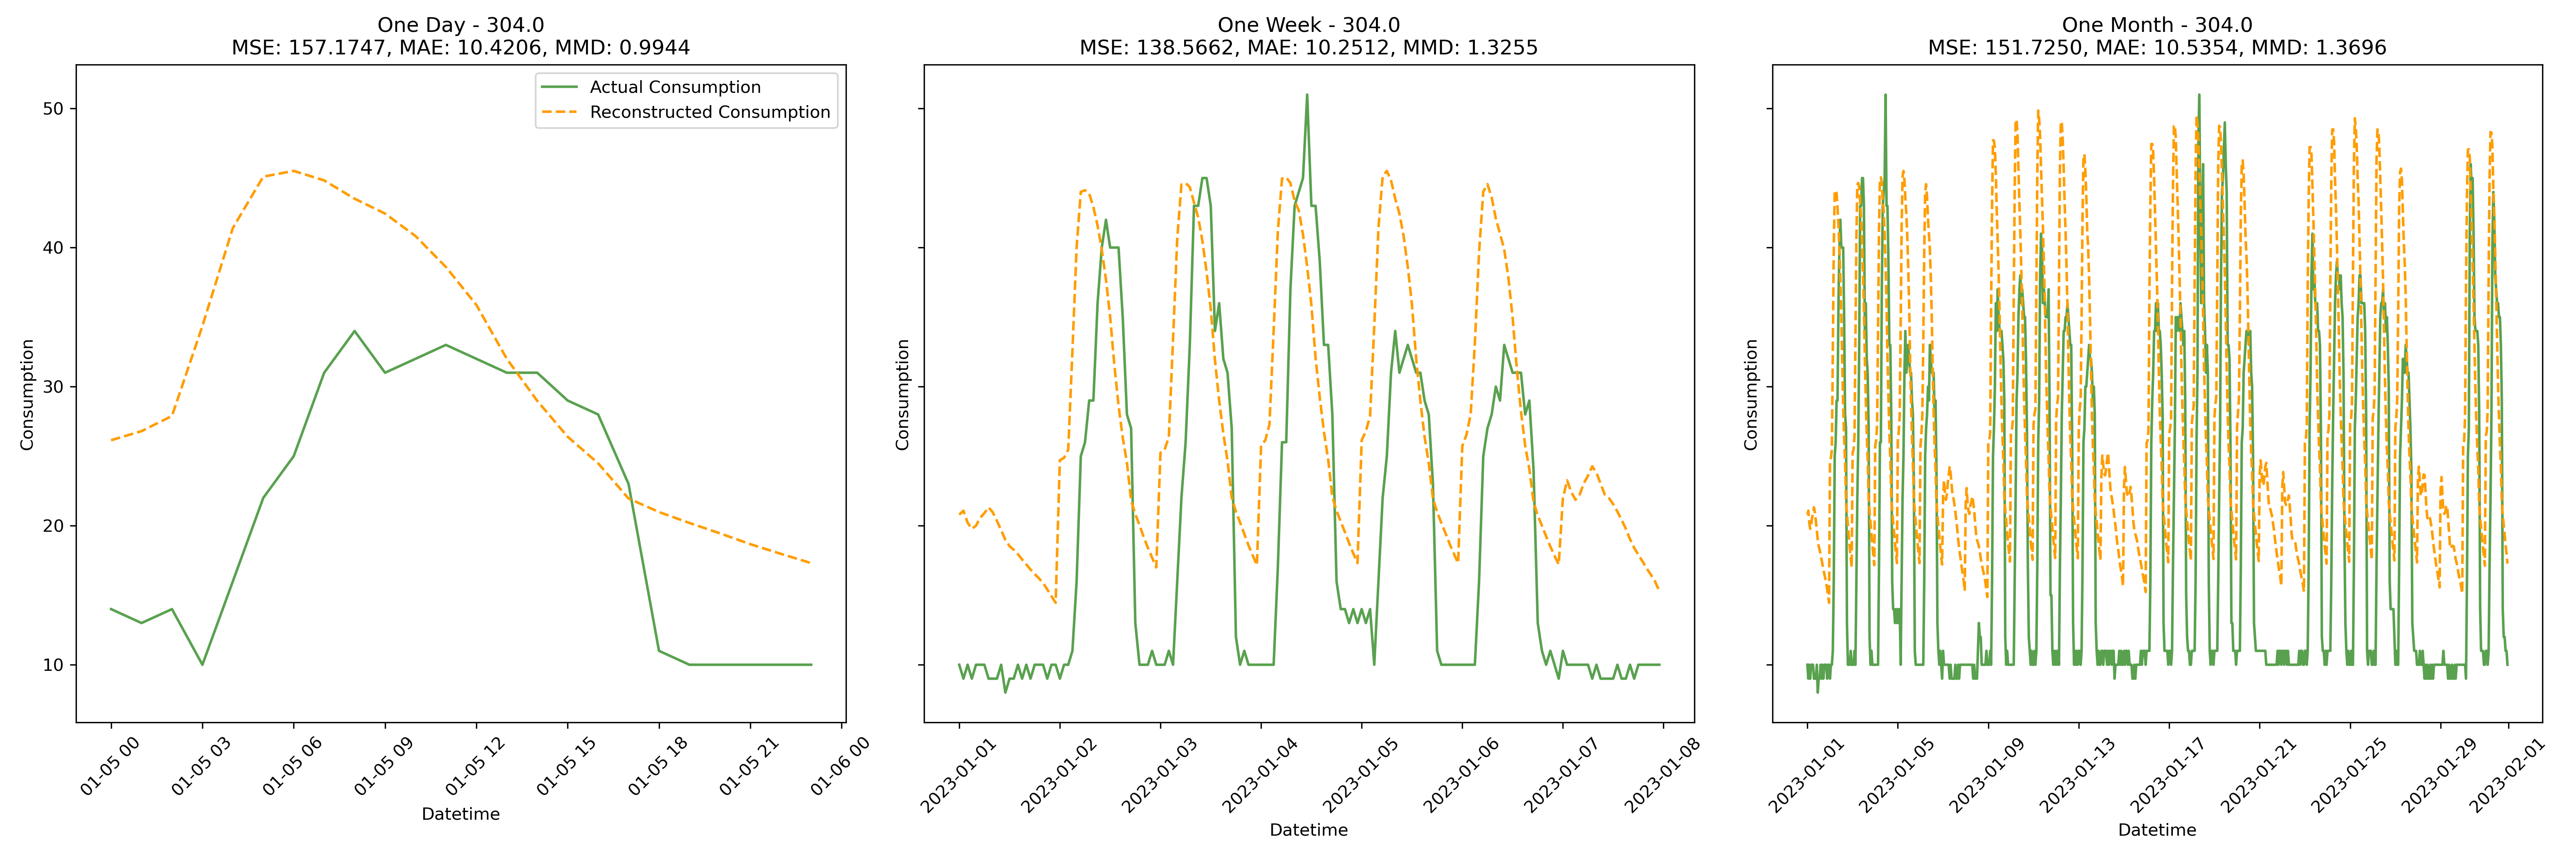 One Day - 304.0
MSE: 157.1747, MAE: 10.4206, MMD: 0.9944
Actual Consumption
Reconstructed Consumption
50
40
30
20
10
Consumption
01-05 00
01-05 03
01-05 06
01-05 09
01-05 12
01-05 15
01-05 18
01-05 21
01-06 00
Datetime
One Week - 304.0
MSE: 138.5662, MAE: 10.2512, MMD: 1.3255
Consumption
2023-01-01
2023-01-02
2023-01-03
2023-01-04
2023-01-05
2023-01-06
2023-01-07
2023-01-08
Datetime
One Month - 304.0
MSE: 151.7250, MAE: 10.5354, MMD: 1.3696
Consumption
2023-01-01
2023-01-05
2023-01-09
2023-01-13
2023-01-17
2023-01-21
2023-01-25
2023-01-29
2023-02-01
Datetime